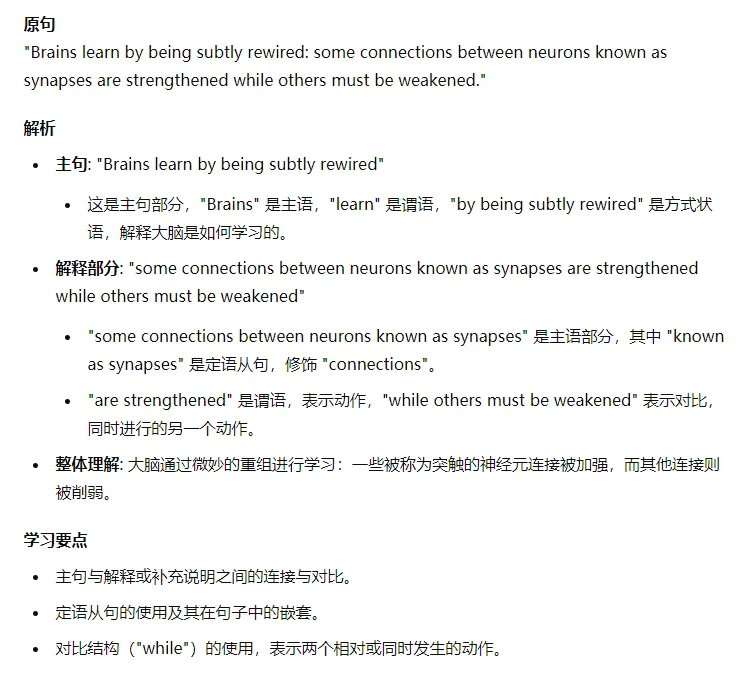 原句
"Brains learn by being subtly rewired: some connections between neurons known as
synapses are strengthened while others must be weakened."
解析
• 主句: "Brains learn by being subtly rewired"
• 这是主句部分，"Brains" 是主语，"learn" 是谓语，"by being subtly rewired" 是方式状
语，解释大脑是如何学习的。
• 解释部分: "some connections between neurons known as synapses are strengthened
while others must be weakened"
• "some connections between neurons known as synapses" 是主语部分，其中 "known
as synapses" 是定语从句，修饰 "connections"。
• "are strengthened" 是谓语，表示动作，"while others must be weakened" 表示对比，
同时进行的另一个动作。
• 整体理解: 大脑通过微妙的重组进行学习：一些被称为突触的神经元连接被加强，而其他连接则
被削弱。
学习要点
• 主句与解释或补充说明之间的连接与对比。
• 定语从句的使用及其在句子中的嵌套。
• 对比结构（"while"）的使用，表示两个相对或同时发生的动作。